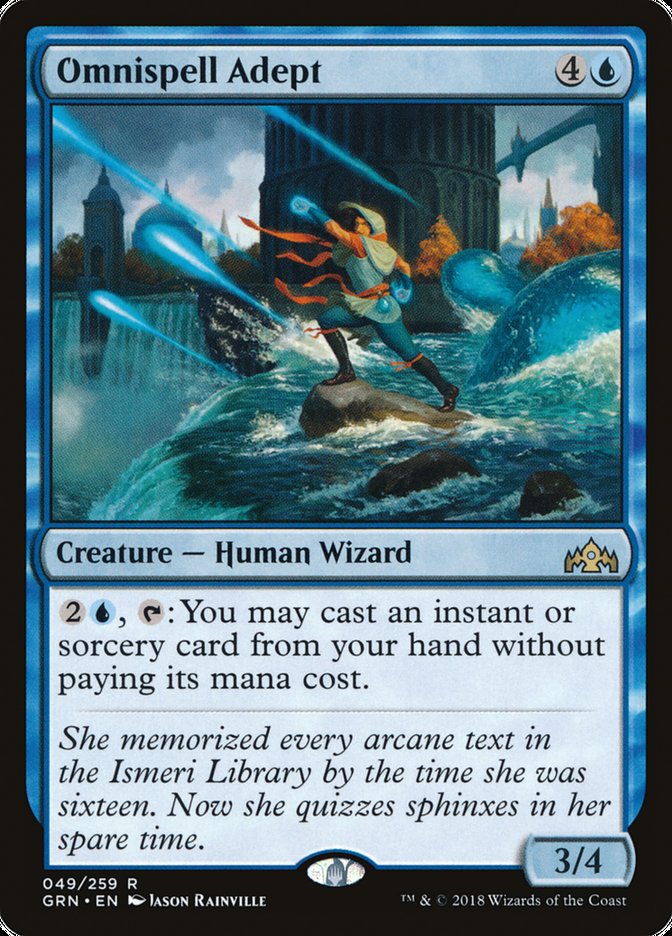 Omnispell Adept 4
Creature — Human Wizard
2, : You may cast an instant or
sorcery card from your hand without
paying its mana cost.
She memorized every arcane text in
the Ismeri Library by the time she was
sixteen. Now she quizzes sphinxes in her
spare time.
3/4
049/259 R
GRN • EN Jason Rainville
™ & © 2018 Wizards of the Coast